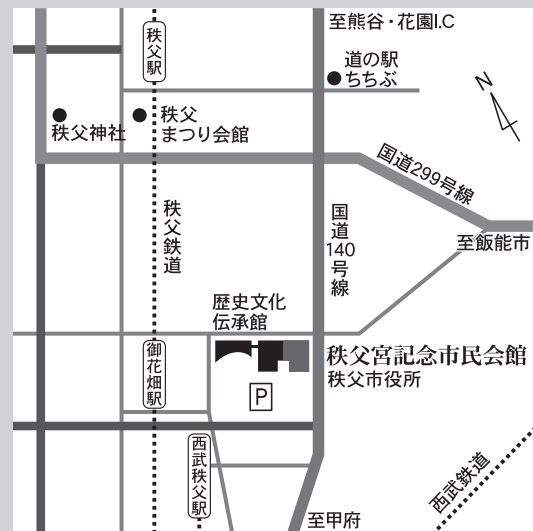 至熊谷・花園I.C
秩父駅
道の駅
ちちぶ
N
秩父神社
秩父
まつり会館
国道299号線
秩父鉄道
国道140号線
至飯能市
歴史文化
伝承館
御花畑駅
秩父宮記念市民会館
秩父市役所
P
西武秩父駅
西武鉄道
至甲府